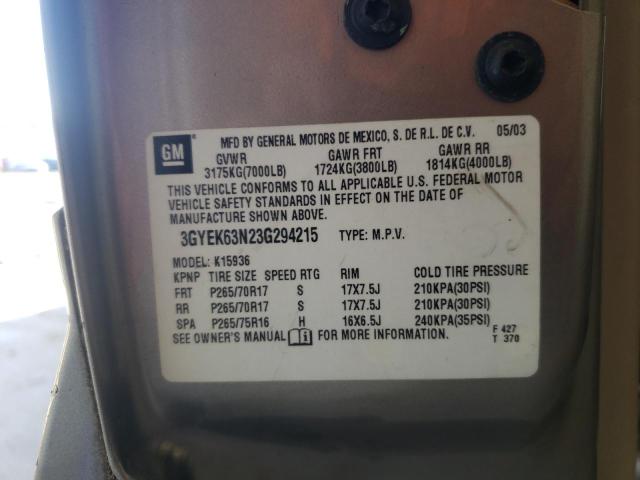 GM
MFD BY GENERAL MOTORS DE MEXICO, S. DE R.L. DE C.V. 05/03
GVWR GAWR FRT GAWR RR
3175KG(7000LB) 1724KG(3800LB) 1814KG(4000LB)
THIS VEHICLE CONFORMS TO ALL APPLICABLE U.S. FEDERAL MOTOR
VEHICLE SAFETY STANDARDS IN EFFECT ON THE DATE OF
MANUFACTURE SHOWN ABOVE.
3GYEK63N23G294215 TYPE: M.P.V.
MODEL: K15936
KPNP TIRE SIZE SPEED RTG RIM COLD TIRE PRESSURE
FRT P265/70R17 S 17X7.5J 210KPA(30PSI)
RR P265/70R17 S 17X7.5J 210KPA(30PSI)
SPA P265/75R16 H 16X6.5J 240KPA(35PSI)
SEE OWNER'S MANUAL FOR MORE INFORMATION. F 427
T 370